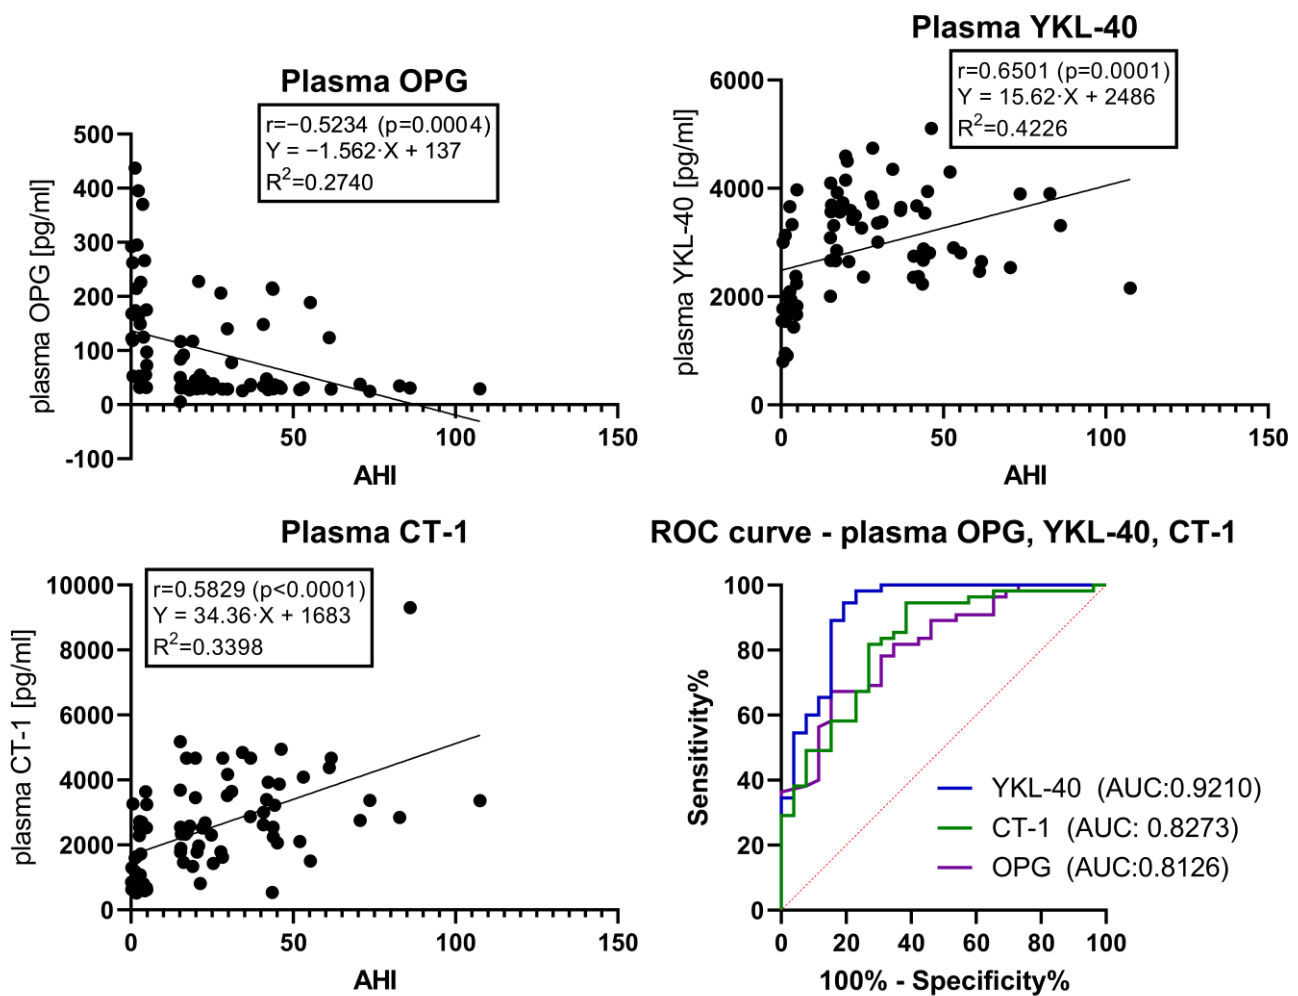 Plasma OPG
r=−0.5234 (p=0.0004)
Y = −1.562·X + 137
R²=0.2740
plasma OPG [pg/ml]
500
400
300
200
100
0
-100
50
100
150
AHI
Plasma YKL-40
r=0.6501 (p=0.0001)
Y = 15.62·X + 2486
R²=0.4226
plasma YKL-40 [pg/ml]
6000
4000
2000
0
0
50
100
150
AHI
Plasma CT-1
r=0.5829 (p<0.0001)
Y = 34.36·X + 1683
R²=0.3398
plasma CT-1 [pg/ml]
10000
8000
6000
4000
2000
0
0
50
100
150
AHI
ROC curve - plasma OPG, YKL-40, CT-1
Sensitivity%
100
80
60
40
20
0
YKL-40 (AUC:0.9210)
CT-1 (AUC: 0.8273)
OPG (AUC:0.8126)
0
20
40
60
80
100
100% - Specificity%